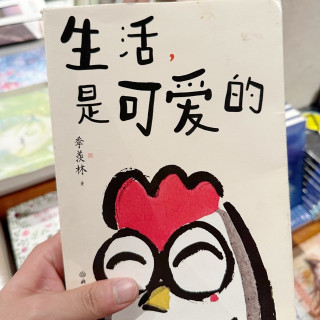 生活，
是可爱的
季羡林 著